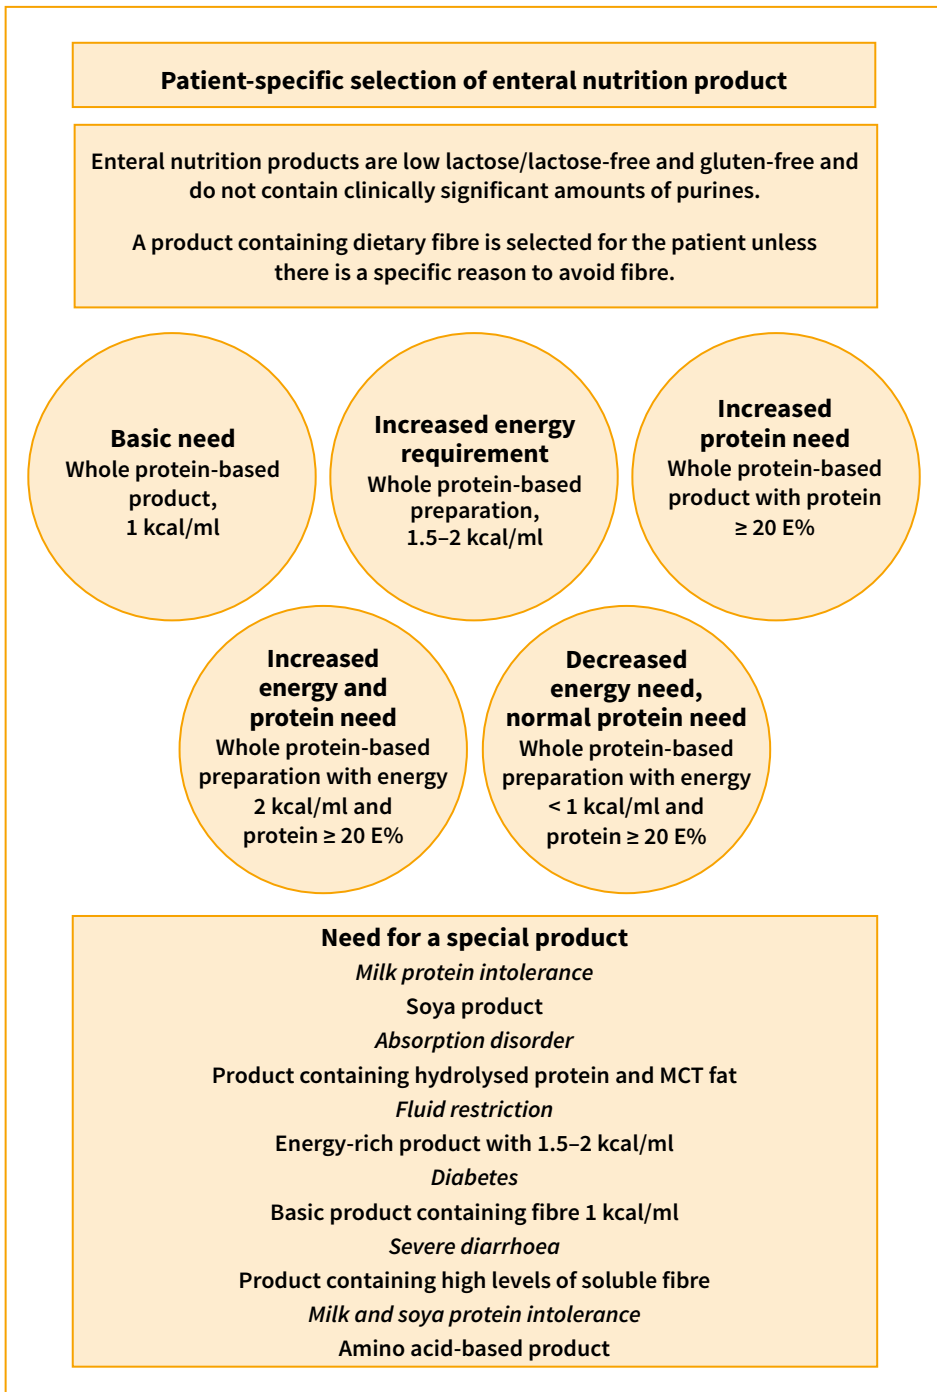 Patient-specific selection of enteral nutrition product
Enteral nutrition products are low lactose/lactose-free and gluten-free and
do not contain clinically significant amounts of purines.
A product containing dietary fibre is selected for the patient unless
there is a specific reason to avoid fibre.
Basic need
Whole protein-based
product,
1 kcal/ml
Increased energy
requirement
Whole protein-based
preparation,
1.5–2 kcal/ml
Increased
protein need
Whole protein-based
product with protein
≥ 20 E%
Increased
energy and
protein need
Whole protein-based
preparation with energy
2 kcal/ml and
protein ≥ 20 E%
Decreased
energy need,
normal protein need
Whole protein-based
preparation with energy
< 1 kcal/ml and
protein ≥ 20 E%
Need for a special product
Milk protein intolerance
Soya product
Absorption disorder
Product containing hydrolysed protein and MCT fat
Fluid restriction
Energy-rich product with 1.5–2 kcal/ml
Diabetes
Basic product containing fibre 1 kcal/ml
Severe diarrhoea
Product containing high levels of soluble fibre
Milk and soya protein intolerance
Amino acid-based product